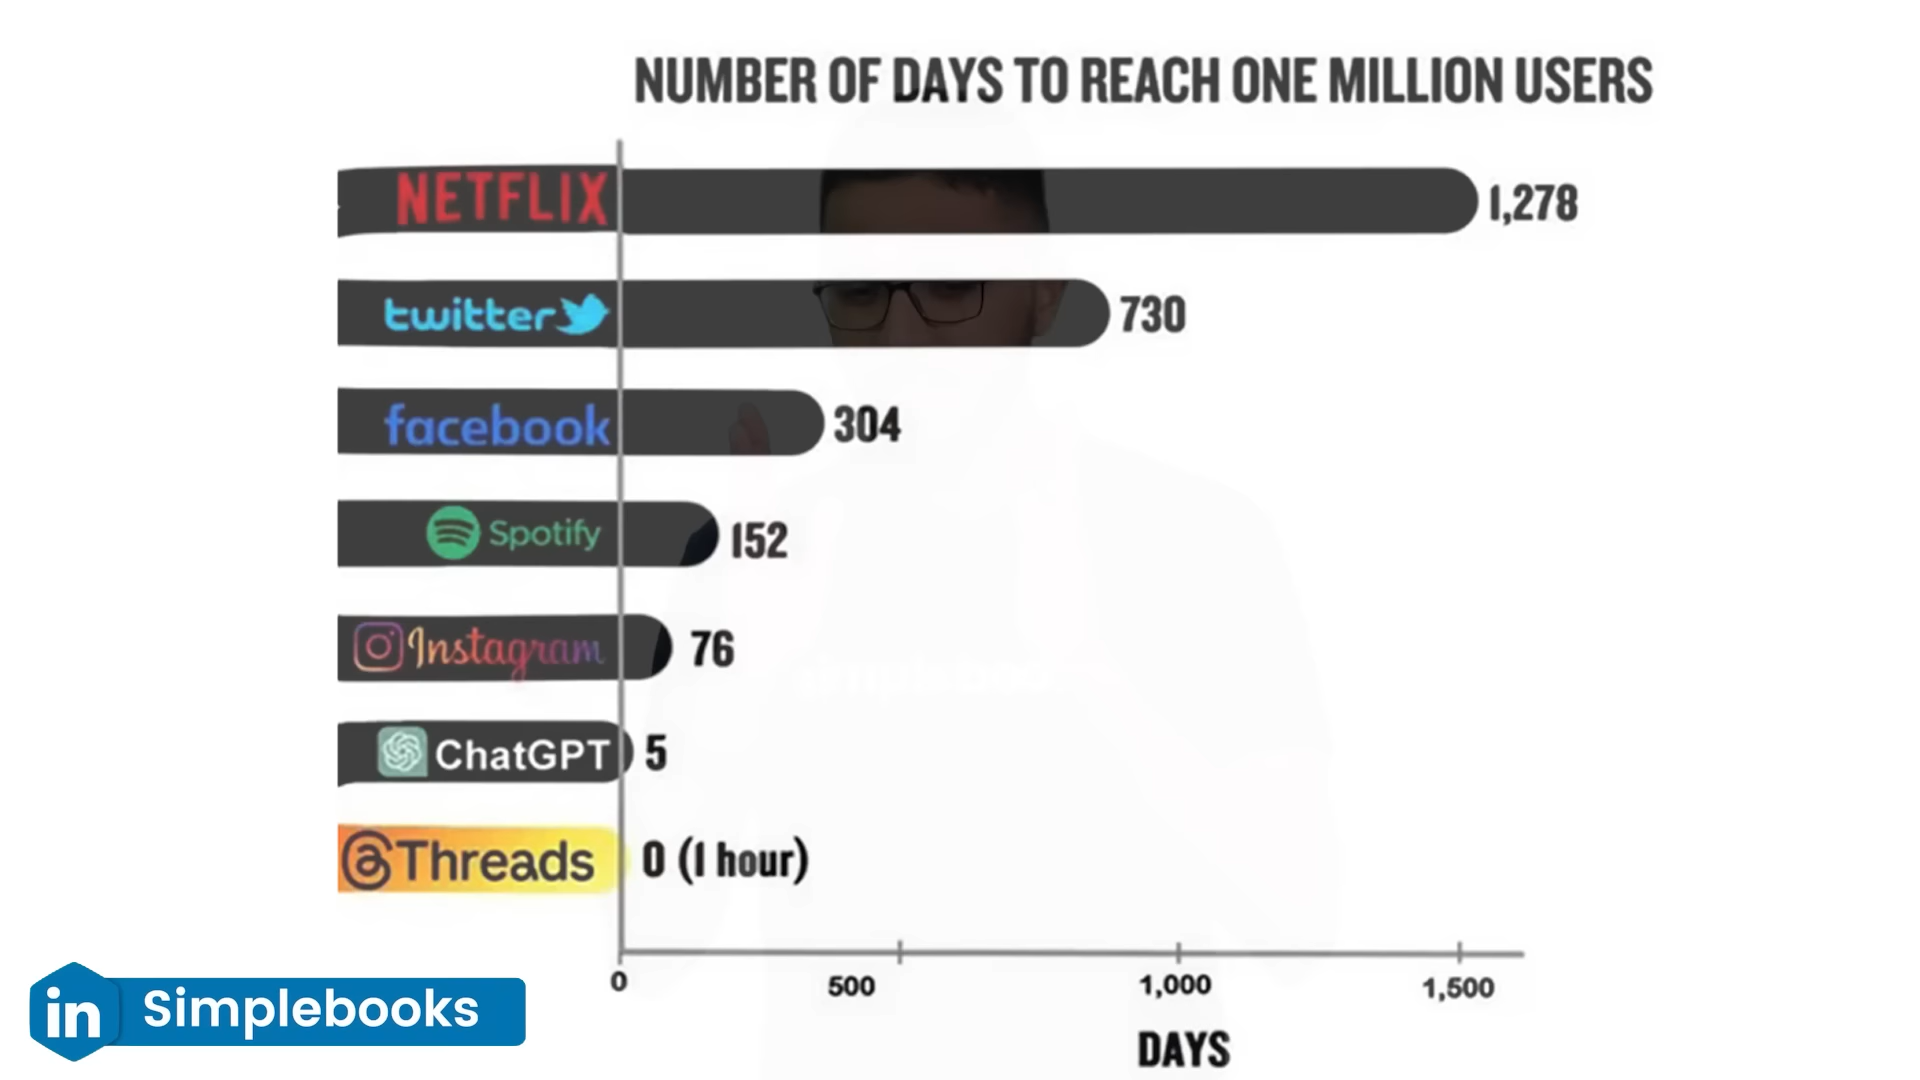 NUMBER OF DAYS TO REACH ONE MILLION USERS
NETFLIX 1,278
twitter 730
facebook 304
Spotify 152
Instagram 76
ChatGPT 5
Threads 0 (1 hour)
0 500 1,000 1,500
DAYS
in Simplebooks